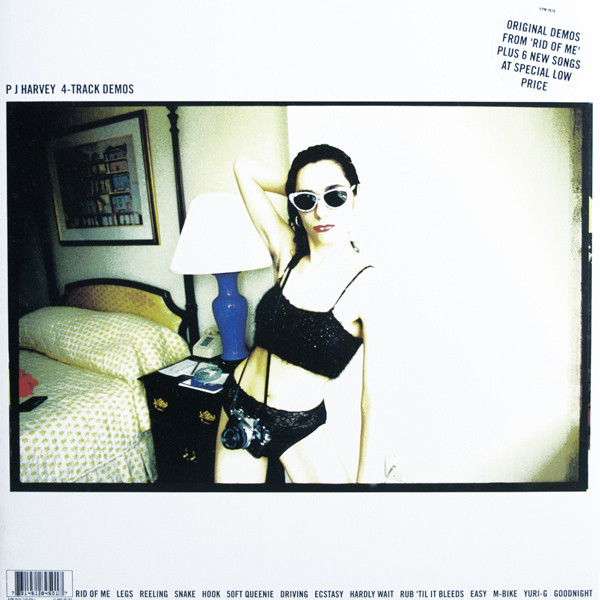 ORIGINAL DEMOS
FROM 'RID OF ME'
PLUS 6 NEW SONGS
AT SPECIAL LOW
PRICE
P J HARVEY 4-TRACK DEMOS
RID OF ME LEGS REELING SNAKE HOOK 50FT QUEENIE DRIVING ECSTASY HARDLY WAIT RUB 'TIL IT BLEEDS EASY M-BIKE YURI-G GOODNIGHT